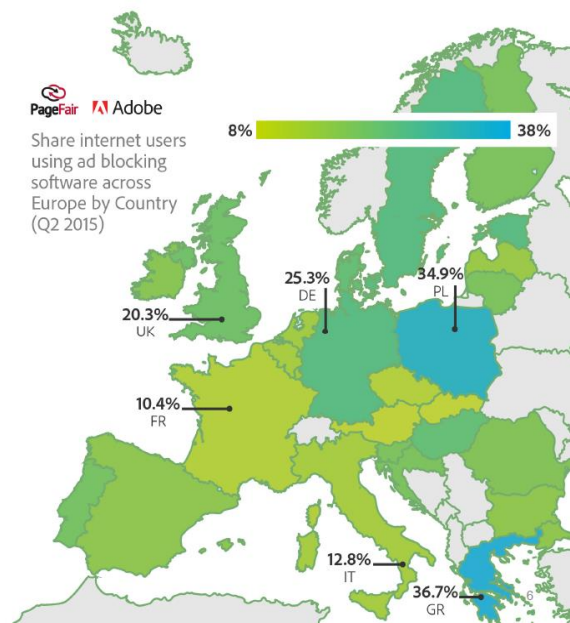 PageFair Adobe
8% 38%
Share internet users
using ad blocking
software across
Europe by Country
(Q2 2015)
25.3%
DE
34.9%
PL
20.3%
UK
10.4%
FR
12.8%
IT
36.7%
GR
6